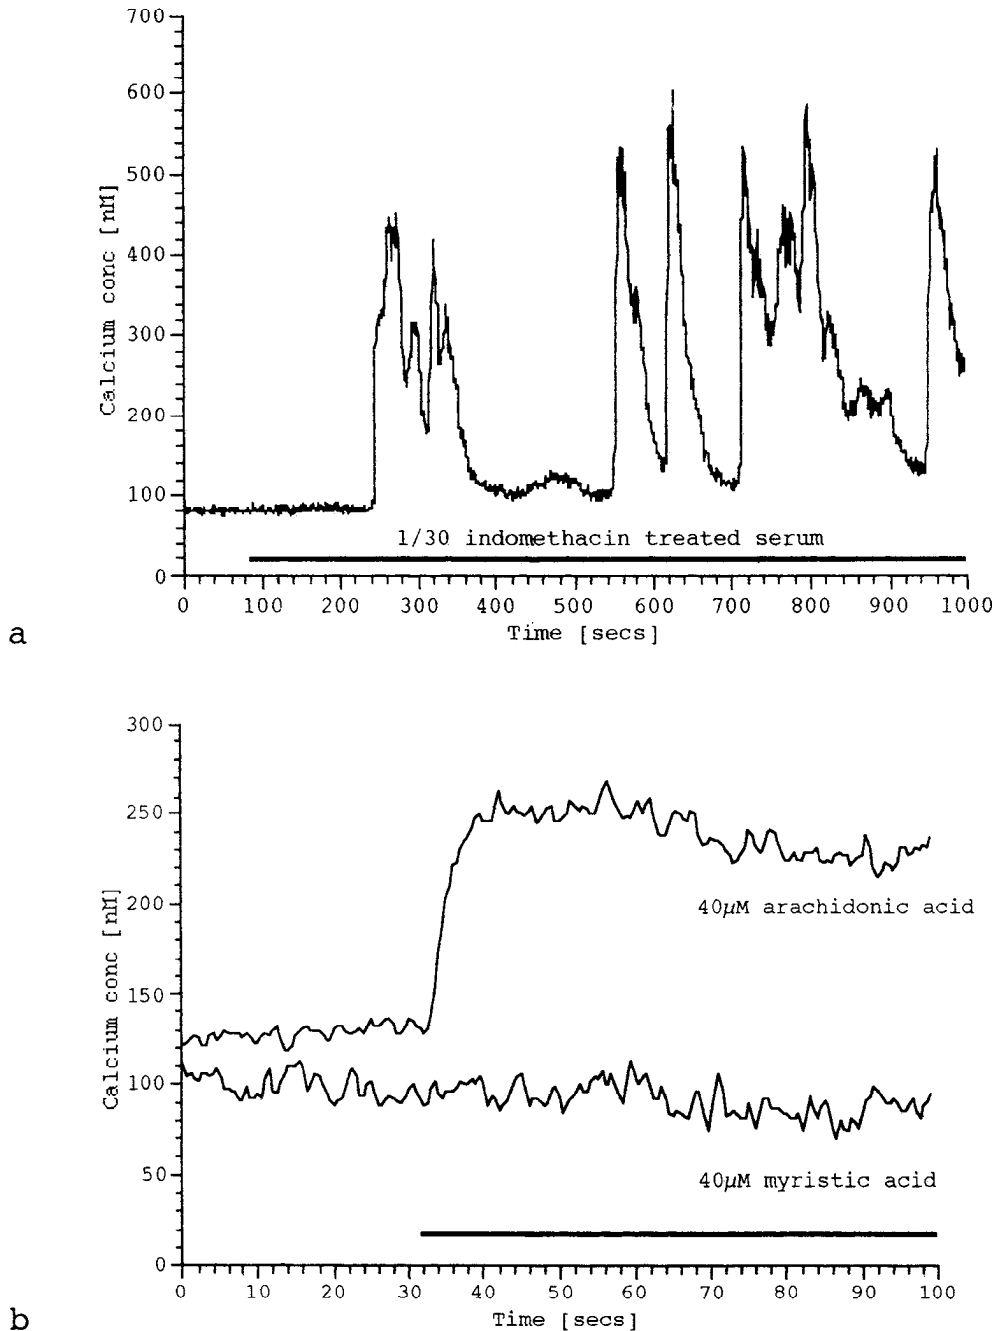 700
600
500
400
300
200
100
0
Calcium conc [nM]
1/30 indomethacin treated serum
0 100 200 300 400 500 600 700 800 900 1000
Time [secs]
a
300
250
200
150
100
50
0
Calcium conc [nM]
40µM arachidonic acid
40µM myristic acid
0 10 20 30 40 50 60 70 80 90 100
Time [secs]
b